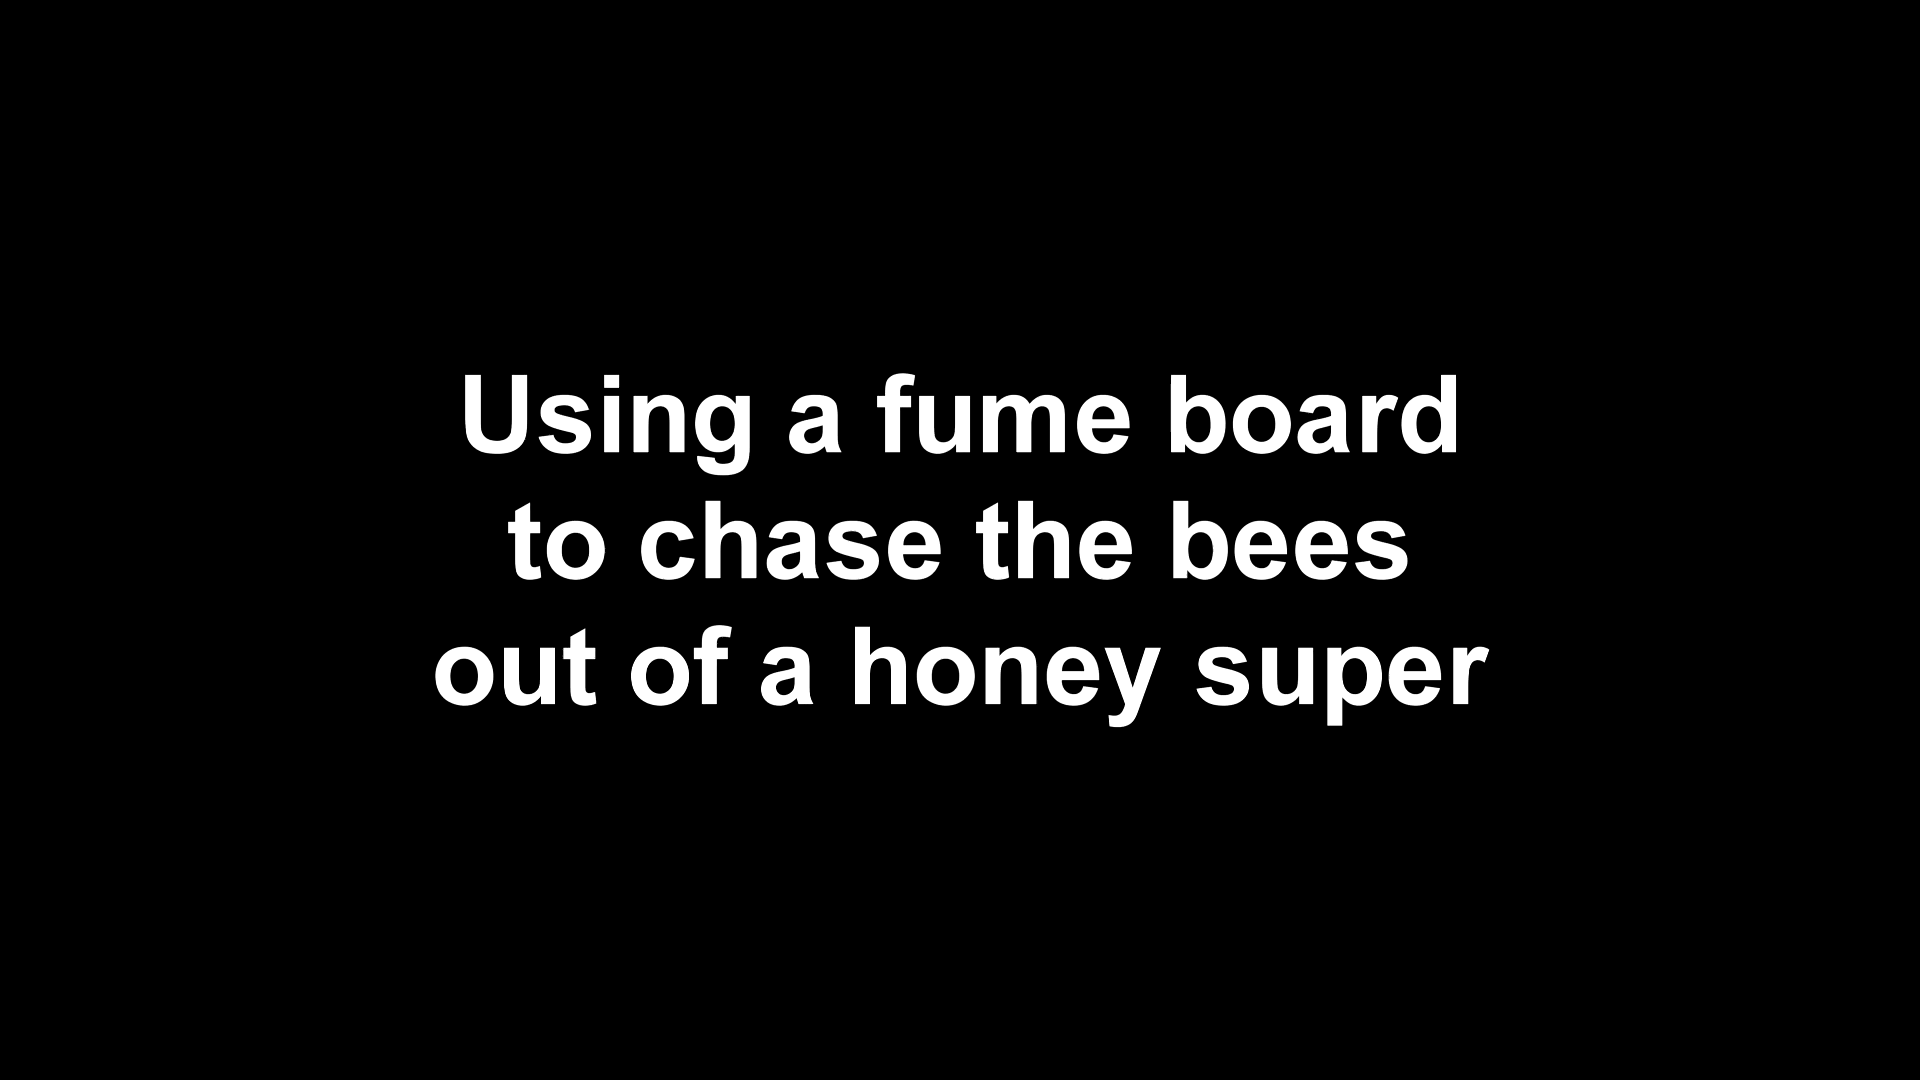 Using a fume board
to chase the bees
out of a honey super